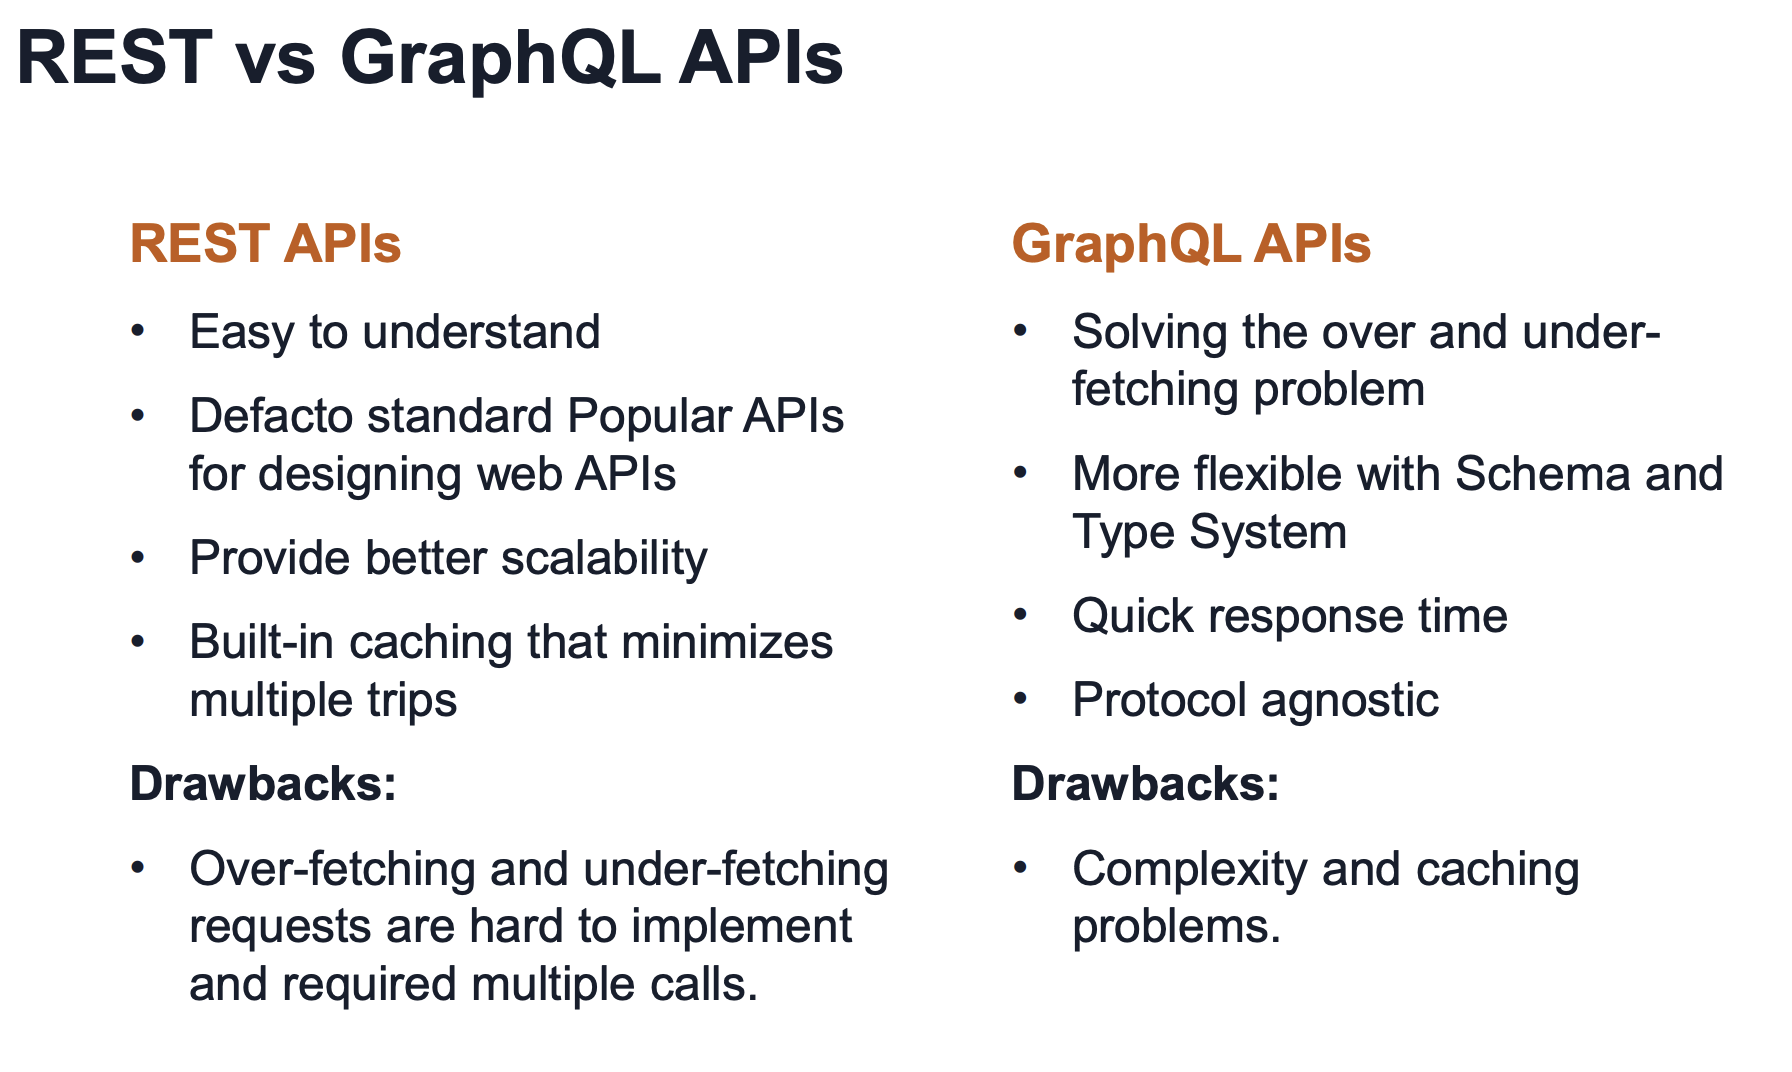 REST vs GraphQL APIs
REST APIs
• Easy to understand
• Defacto standard Popular APIs
for designing web APIs
• Provide better scalability
• Built-in caching that minimizes
multiple trips
Drawbacks:
• Over-fetching and under-fetching
requests are hard to implement
and required multiple calls.
GraphQL APIs
• Solving the over and under-
fetching problem
• More flexible with Schema and
Type System
• Quick response time
• Protocol agnostic
Drawbacks:
• Complexity and caching
problems.